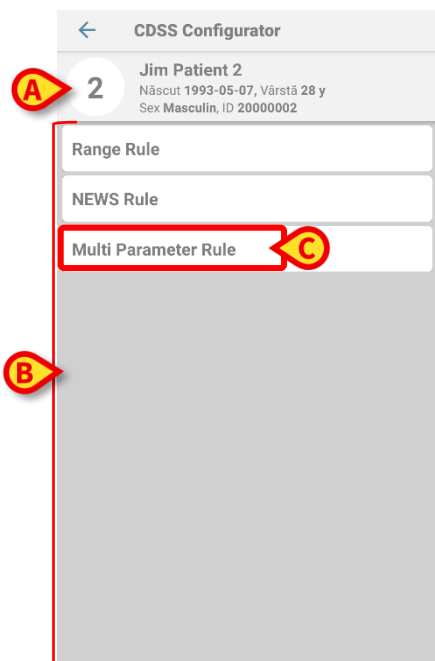 CDSS Configurator
A
2
Jim Patient 2
Născut 1993-05-07, Vârstă 28 y
Sex Masculin, ID 20000002
Range Rule
NEWS Rule
Multi Parameter Rule
C
B